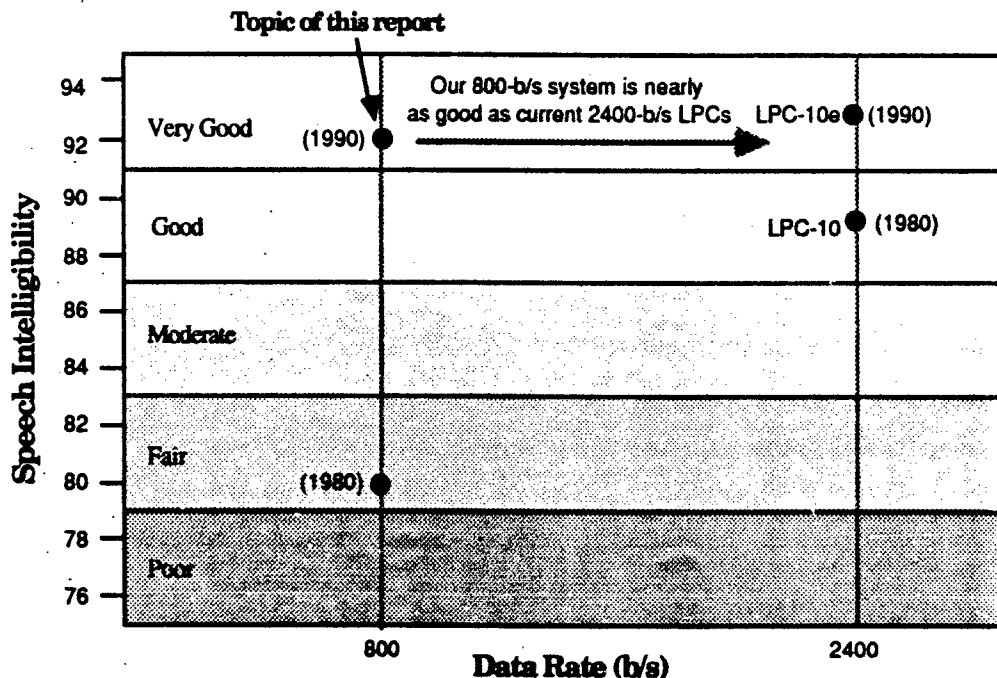 Topic of this report
Our 800-b/s system is nearly
as good as current 2400-b/s LPCs
94
92
90
88
86
84
82
80
78
76
Speech Intelligibility
Very Good
(1990)
LPC-10e
(1990)
Good
LPC-10
(1980)
Moderate
Fair
(1980)
Poor
800
2400
Data Rate (b/s)